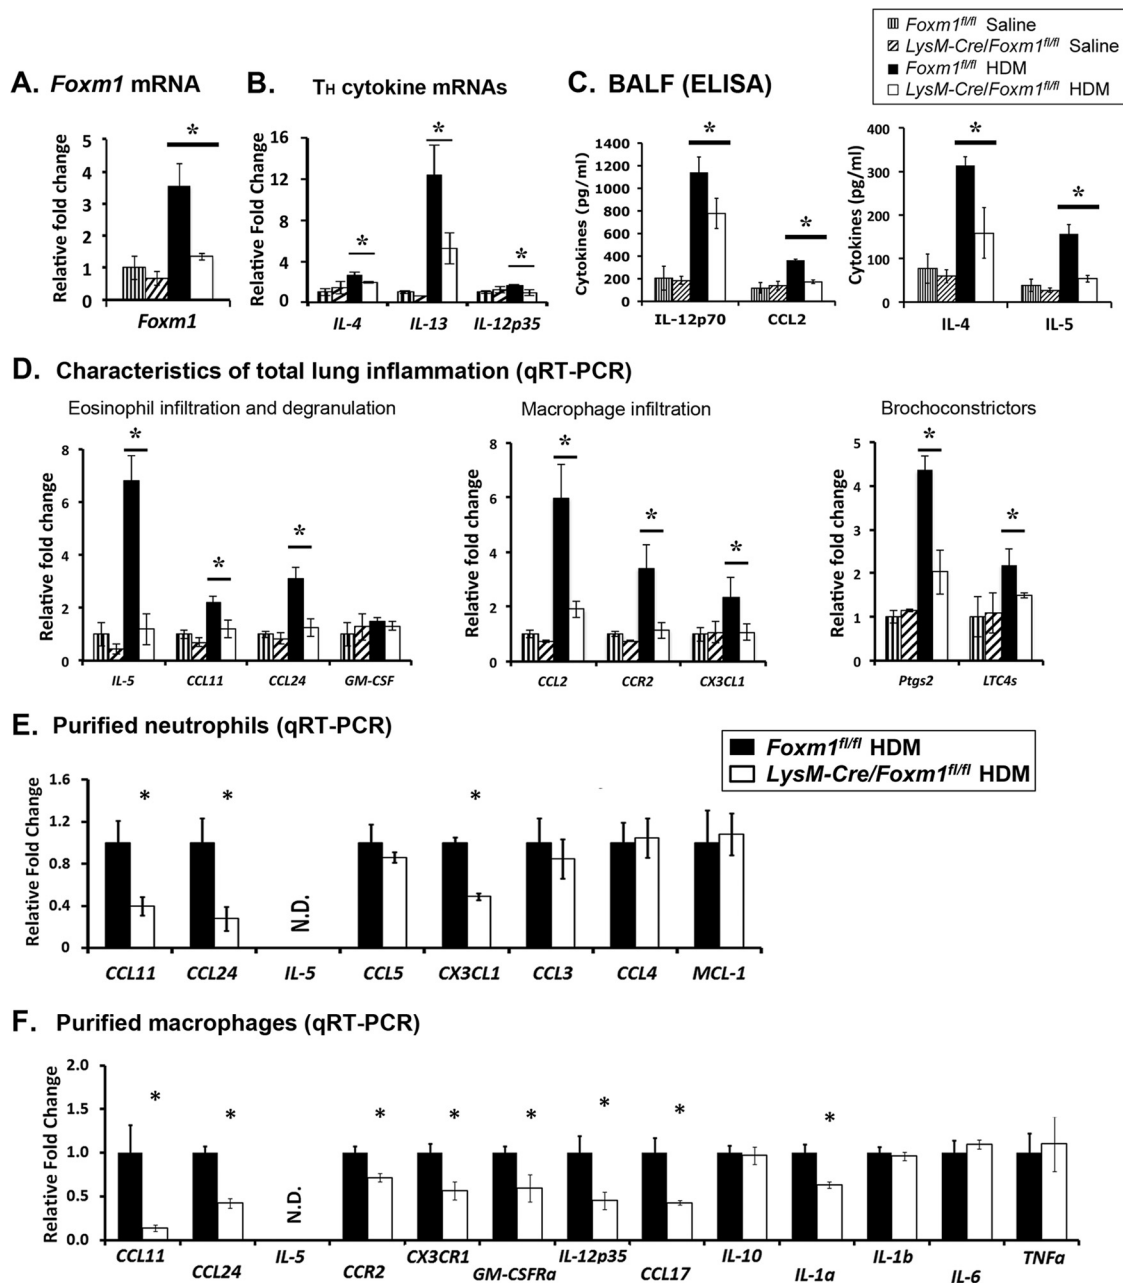 Foxm1fl/fl Saline
LysM-Cre/Foxm1fl/fl Saline
Foxm1fl/fl HDM
LysM-Cre/Foxm1fl/fl HDM
A. Foxm1 mRNA
Relative fold change
5
4
3
2
1
0
*
Foxm1
B. TH cytokine mRNAs
Relative Fold Change
16
12
8
4
0
*
*
*
IL-4 IL-13 IL-12p35
C. BALF (ELISA)
Cytokines (pg/ml)
1400
1200
1000
800
600
400
200
0
*
*
IL-12p70 CCL2
Cytokines (pg/ml)
400
300
200
100
0
*
*
IL-4 IL-5
D. Characteristics of total lung inflammation (qRT-PCR)
Eosinophil infiltration and degranulation
Relative fold change
8
6
4
2
0
*
*
*
IL-5 CCL11 CCL24 GM-CSF
Macrophage infiltration
Relative fold change
8
6
4
2
0
*
*
*
CCL2 CCR2 CX3CL1
Brochoconstrictors
Relative fold change
5
4
3
2
1
0
*
*
Ptgs2 LTC4s
E. Purified neutrophils (qRT-PCR)
Foxm1fl/fl HDM
LysM-Cre/Foxm1fl/fl HDM
Relative Fold Change
1.6
1.2
0.8
0.4
0
* * *
N.D.
CCL11 CCL24 IL-5 CCL5 CX3CL1 CCL3 CCL4 MCL-1
F. Purified macrophages (qRT-PCR)
Relative Fold Change
2.0
1.5
1.0
0.5
0.0
* * * * * * * *
N.D.
CCL11 CCL24 IL-5 CCR2 CX3CR1 GM-CSFRa IL-12p35 CCL17 IL-10 IL-1a IL-1b IL-6 TNFa